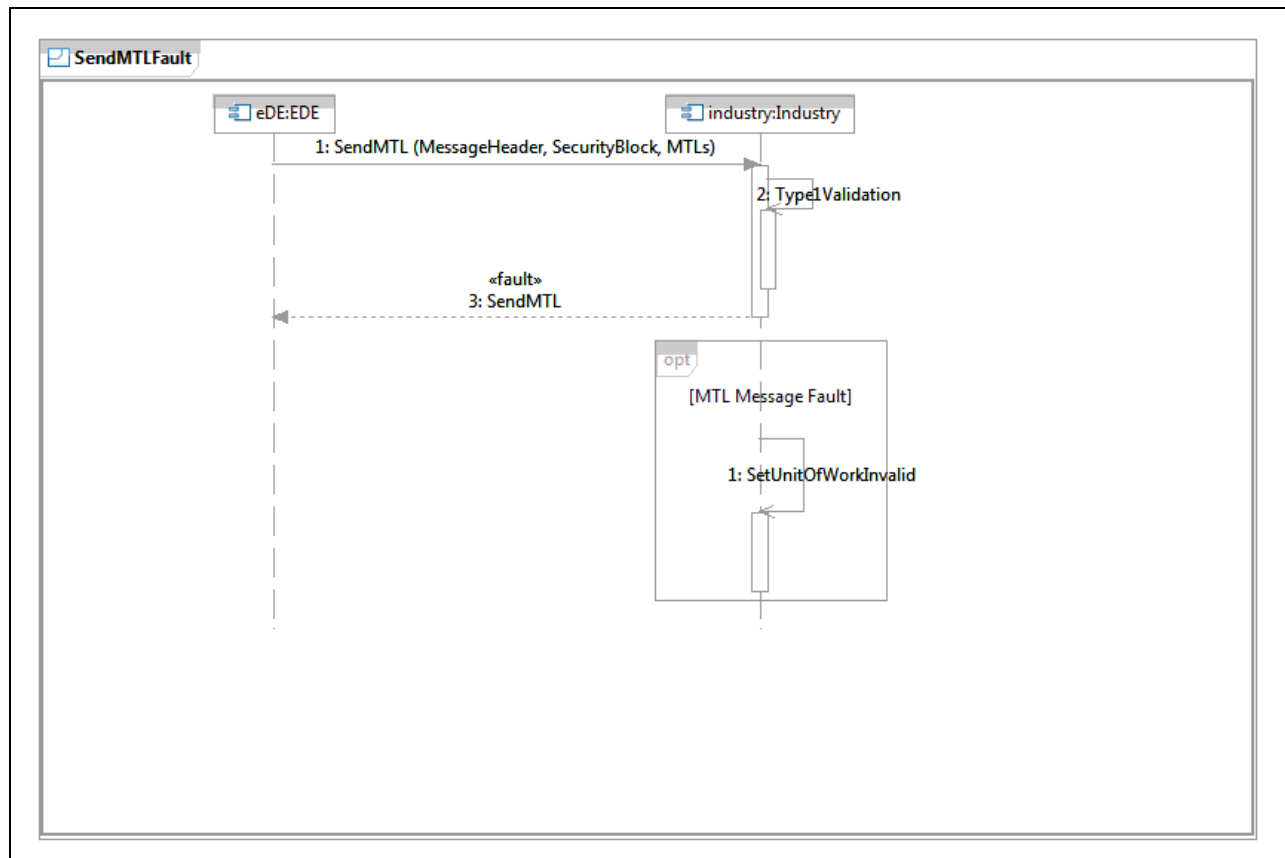 SendMTLFault
eDE:EDE
industry:Industry
1: SendMTL (MessageHeader, SecurityBlock, MTLs)
2: Type1Validation
«fault»
3: SendMTL
opt
[MTL Message Fault]
1: SetUnitOfWorkInvalid